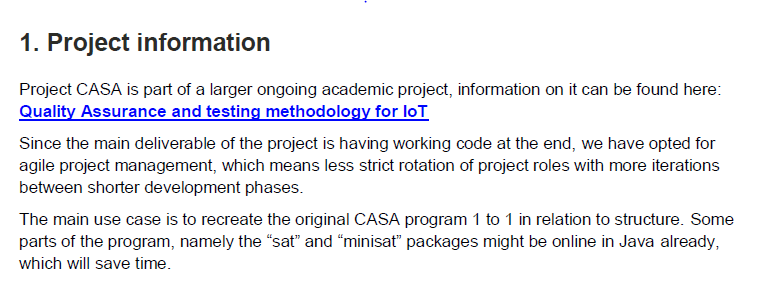 1. Project information
Project CASA is part of a larger ongoing academic project, information on it can be found here:
Quality Assurance and testing methodology for IoT
Since the main deliverable of the project is having working code at the end, we have opted for
agile project management, which means less strict rotation of project roles with more iterations
between shorter development phases.
The main use case is to recreate the original CASA program 1 to 1 in relation to structure. Some
parts of the program, namely the “sat” and “minisat” packages might be online in Java already,
which will save time.